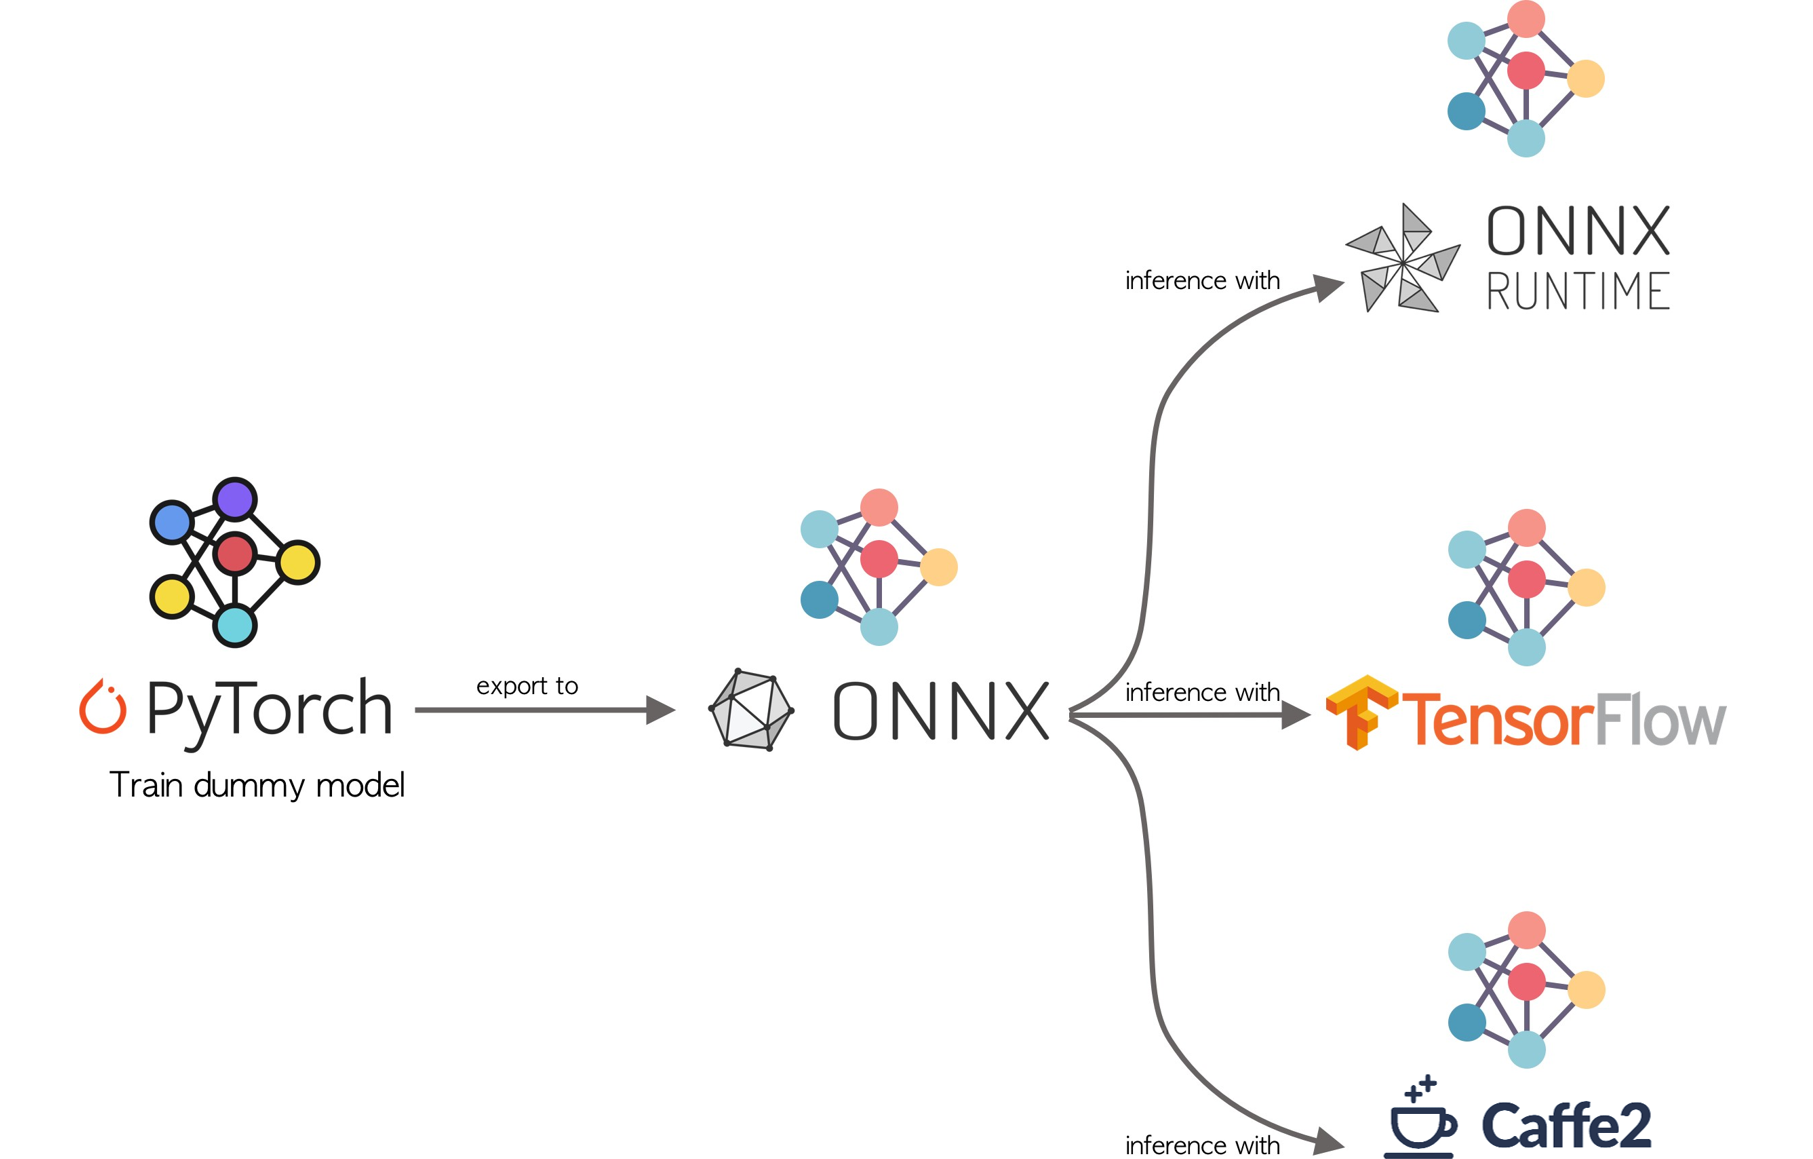 PyTorch
Train dummy model
export to
ONNX
inference with
ONNX
RUNTIME
inference with
TensorFlow
inference with
Caffe2